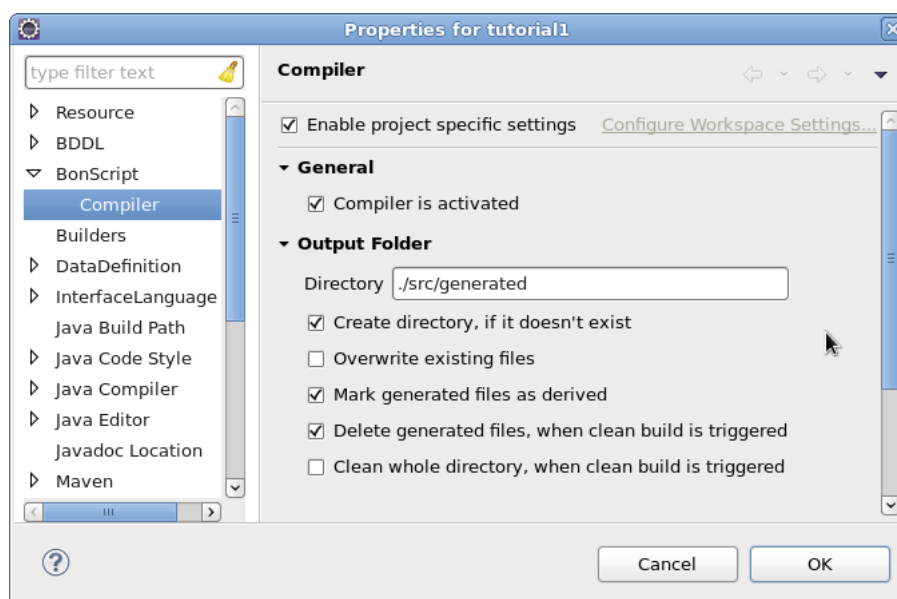 Properties for tutorial1
type filter text
Resource
BDDL
BonScript
Compiler
Builders
DataDefinition
InterfaceLanguage
Java Build Path
Java Code Style
Java Compiler
Java Editor
Javadoc Location
Maven
Compiler
Enable project specific settings Configure Workspace Settings...
General
Compiler is activated
Output Folder
Directory ./src/generated
Create directory, if it doesn't exist
Overwrite existing files
Mark generated files as derived
Delete generated files, when clean build is triggered
Clean whole directory, when clean build is triggered
?
Cancel OK